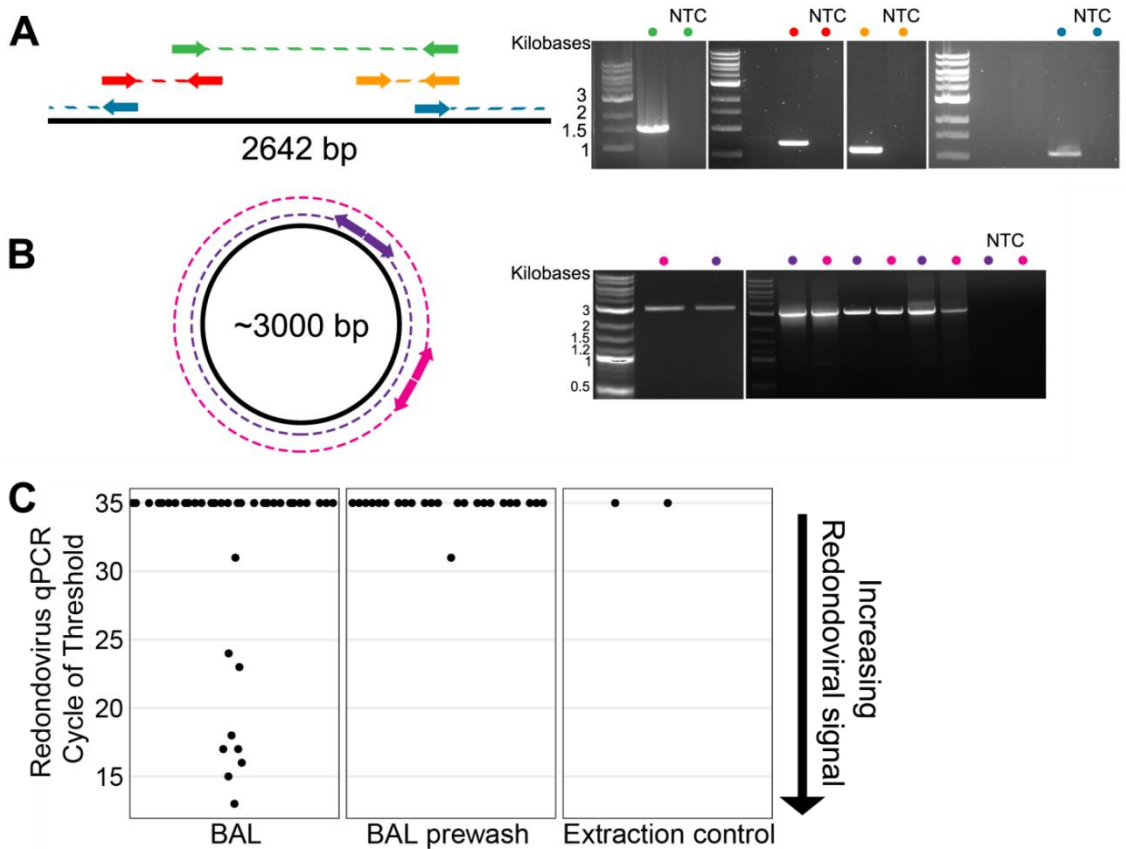 A
NTC NTC NTC NTC
Kilobases
3
2
1.5
1
2642 bp
B
~3000 bp
NTC
Kilobases
3
2
1.5
1.2
1
0.5
C
Redondovirus qPCR
Cycle of Threshold
35
30
25
20
15
BAL
BAL prewash
Extraction control
Increasing
Redondoviral signal